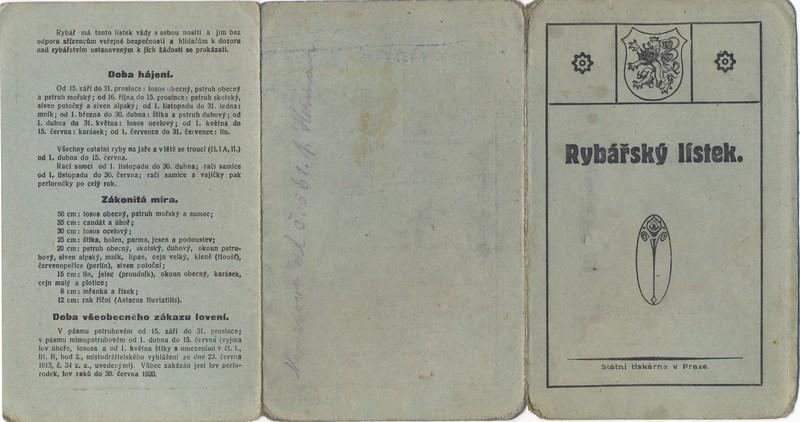 Rybář má tento lístek vždy s sebou nositi a jím bez
odporu zřízencům veřejné bezpečnosti a hlídačům k dozoru
nad rybářstvím ustanoveným k jich žádosti se prokázati.
Doba hájení.
Od 15. září do 31. prosince: losos obecný, pstruh obecný
a pstruh mořský; od 16. října do 15. prosince: pstruh skotský,
siven potoční a siven alpský; od 1. listopadu do 31. ledna:
mník; od 1. března do 30. dubna: štika a pstruh duhový; od
1. dubna do 31. května: losos ocelový; od 1. května do
15. června: karásek; od 1. července do 31. července: lín.
Všechny ostatní ryby na jaře a v létě se troucí (čl. I A, II.)
od 1. dubna do 15. června.
Račí samci od 1. listopadu do 30. dubna; račí samice
od 1. listopadu do 30. června; račí samice s vajíčky pak
perlorodky po celý rok.
Zákonitá míra.
50 cm: losos obecný, pstruh mořský a sumec;
35 cm: candát a úhoř;
30 cm: losos ocelový;
25 cm: štika, bolen, parma, jesen a podoustev;
20 cm: pstruh obecný, skotský, duhový, okoun pstru-
hový, siven alpský, mník, lipan, cejn velký, kleně (tloušť),
červenopeřice (perlín), siven potoční;
15 cm: lín, jelec (proudník), okoun obecný, karásek,
cejn malý a plotice;
8 cm: mřenka a řízek;
12 cm: rak říční (Astacus fluviatilis).
Doba všeobecného zákazu lovení.
V pásmu pstruhovém od 15. září do 31. prosince;
v pásmu mimopstruhovém od 1. dubna do 15. června (vyjma
lov úhoře, lososa a od 1. května štiky s omezeními v čl. I.,
lit. B, bod 2., místodržitelského vyhlášení ze dne 23. června
1913, č. 34 z. z., uvedenými). Vůbec zakázán jest lov perlo-
rodek, lov raků do 30. června 1920.
č. 561.
Rybářský lístek.
Státní tiskárna v Praze.